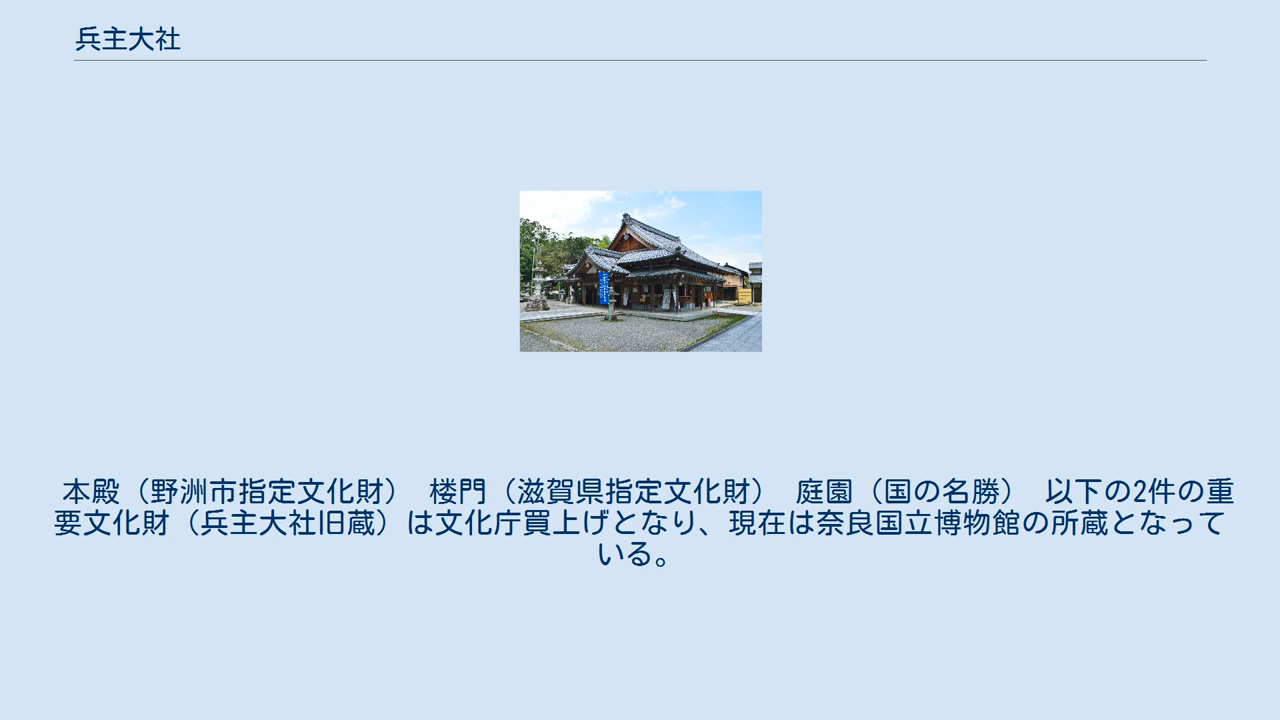 兵主大社
本殿（野洲市指定文化財） 楼門（滋賀県指定文化財） 庭園（国の名勝） 以下の2件の重
要文化財（兵主大社旧蔵）は文化庁買上げとなり、現在は奈良国立博物館の所蔵となって
いる。